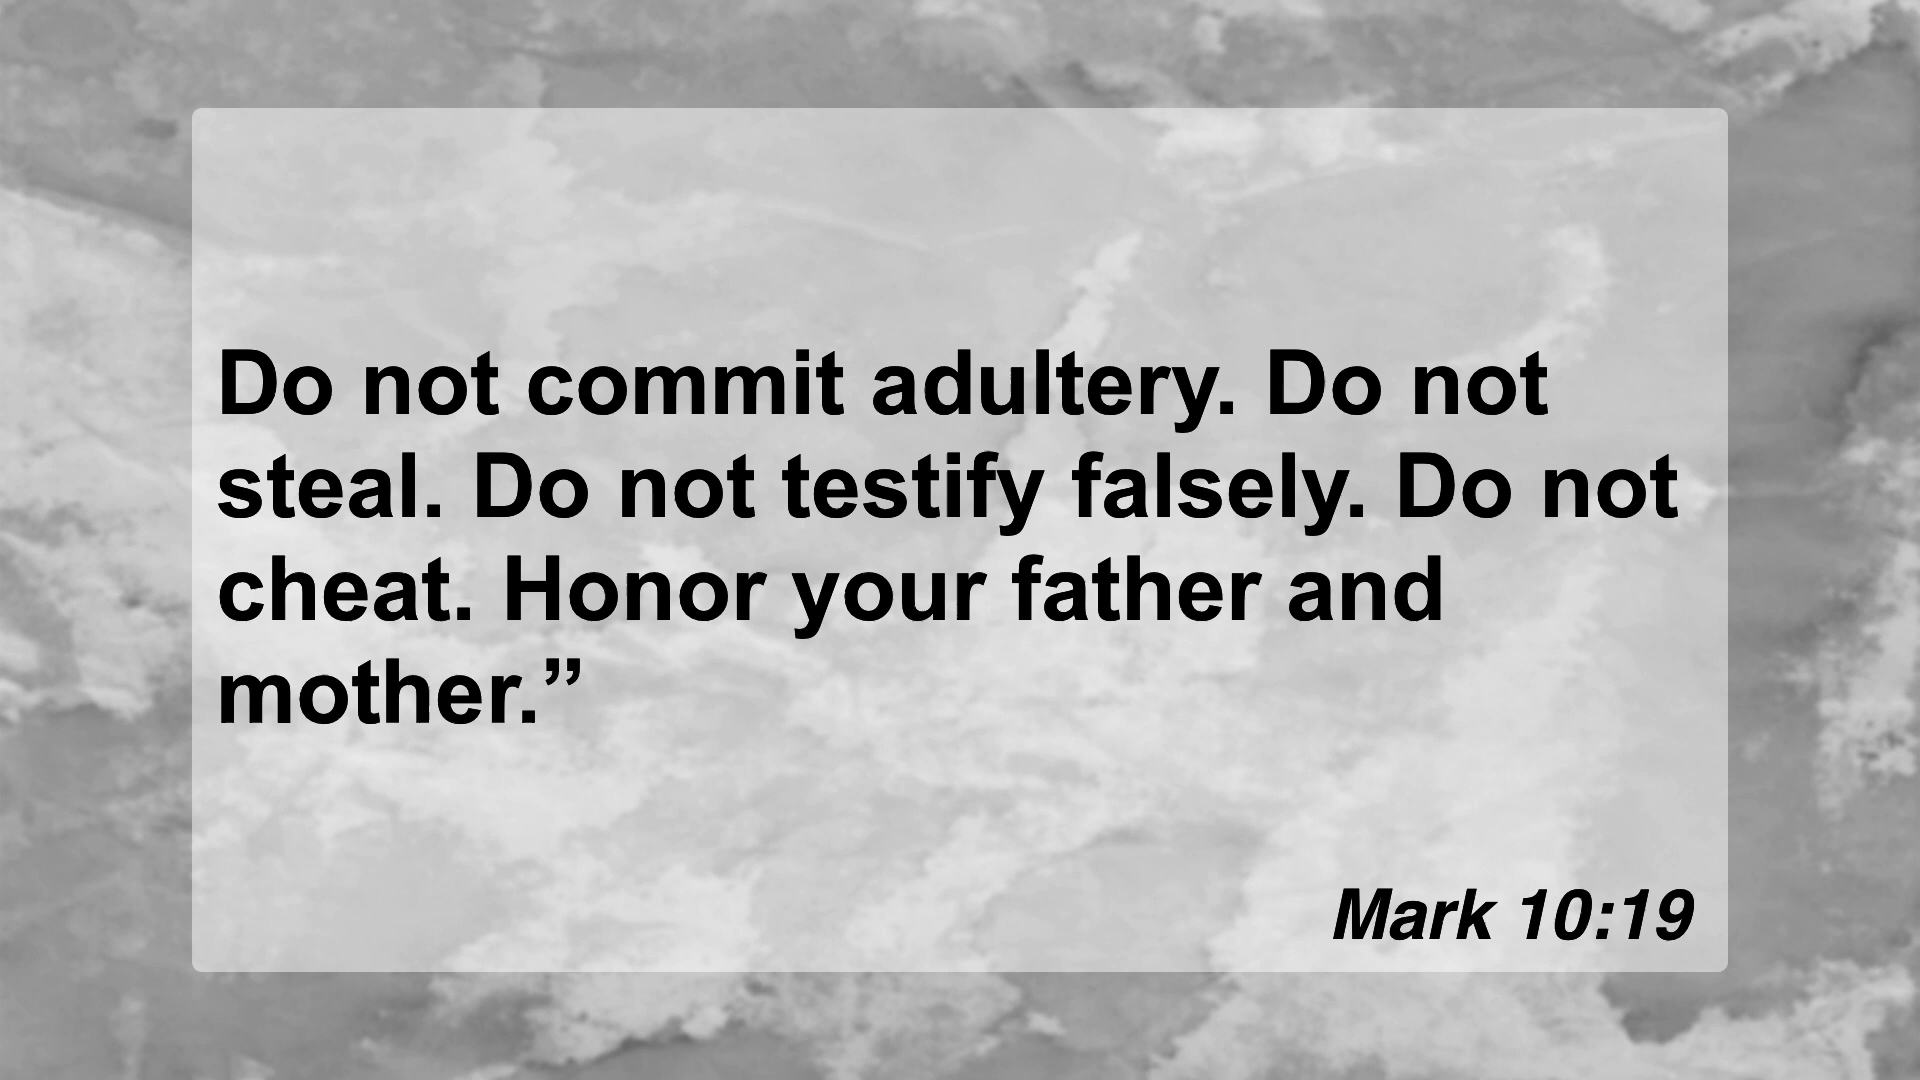 Do not commit adultery. Do not
steal. Do not testify falsely. Do not
cheat. Honor your father and
mother.”
Mark 10:19